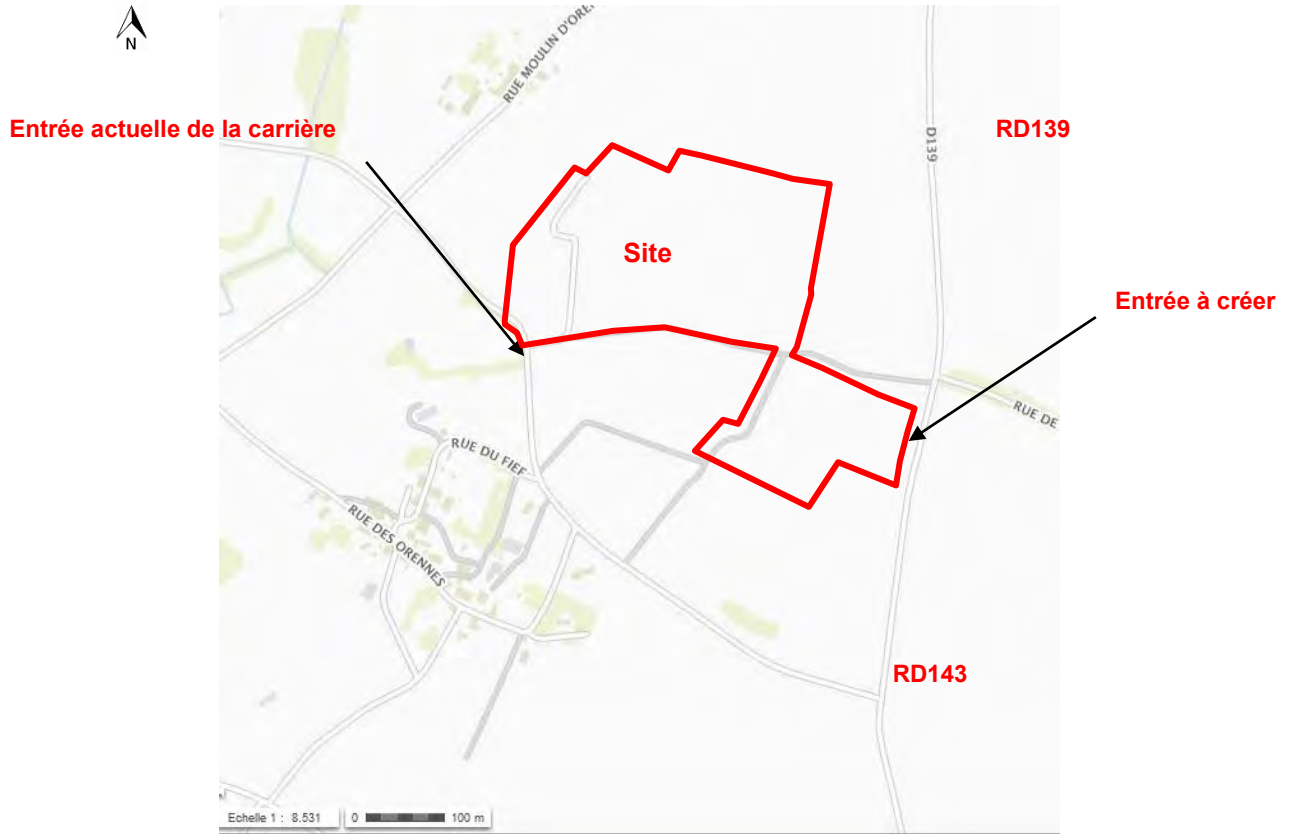 N
RUE MOULIN D'OREN
Entrée actuelle de la carrière
RD139
D139
Site
Entrée à créer
RUE DE
RUE DU FIEF
RUE DES ORENNES
RD143
Echelle 1 : 8.531 0 100 m